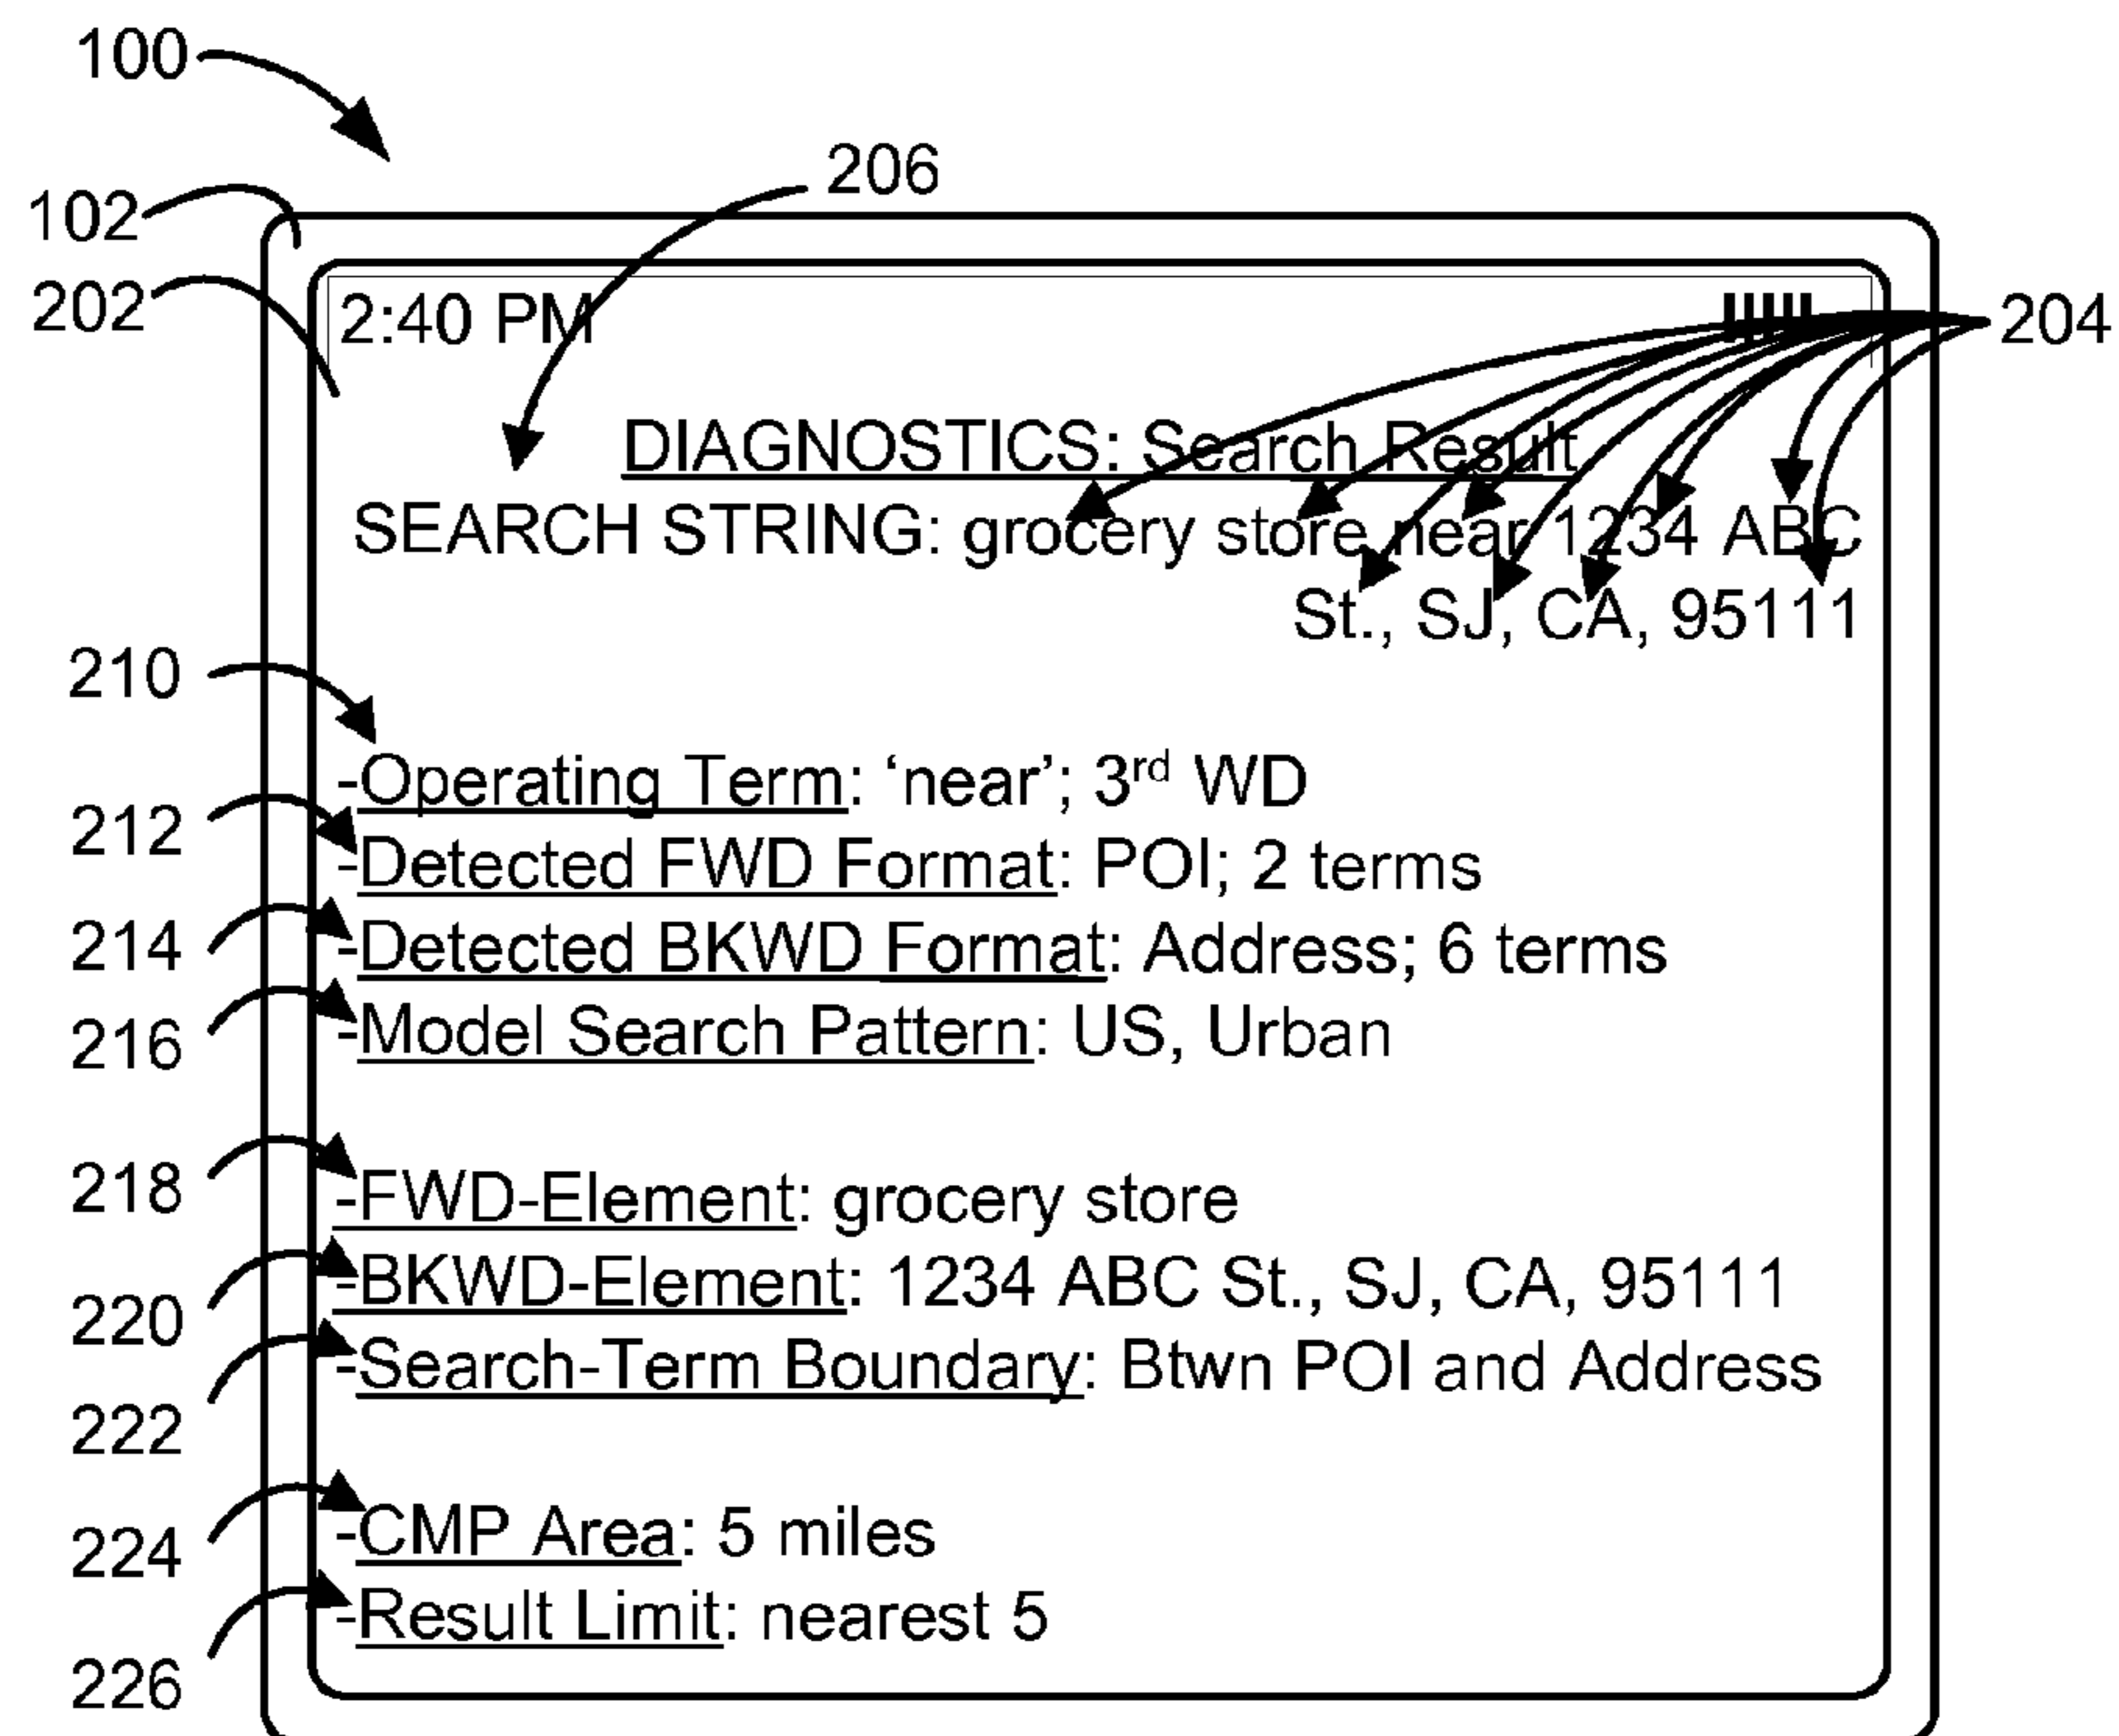 100
206
102
202
2:40 PM
204
DIAGNOSTICS: Search Result
SEARCH STRING: grocery store near 1234 ABC
St., SJ, CA, 95111
210
-Operating Term: ‘near’; 3rd WD
212
-Detected FWD Format: POI; 2 terms
214
-Detected BKWD Format: Address; 6 terms
216
-Model Search Pattern: US, Urban
218
-FWD-Element: grocery store
220
-BKWD-Element: 1234 ABC St., SJ, CA, 95111
222
-Search-Term Boundary: Btwn POI and Address
224
-CMP Area: 5 miles
226
-Result Limit: nearest 5